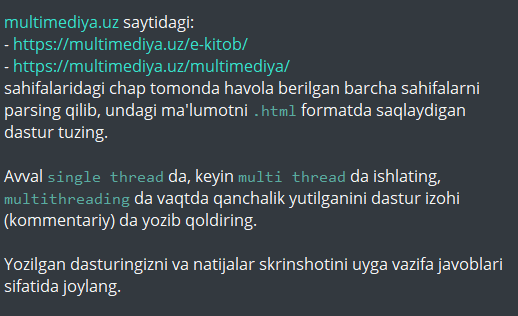 multimediya.uz saytidagi:
- https://multimediya.uz/e-kitob/
- https://multimediya.uz/multimediya/
sahifalaridagi chap tomonda havola berilgan barcha sahifalarni
parsing qilib, undagi ma'lumotni .html formatda saqlaydigan
dastur tuzing.

Avval single thread da, keyin multi thread da ishlating,
multithreading da vaqtda qanchalik yutilganini dastur izohi
(kommentariy) da yozib qoldiring.

Yozilgan dasturingizni va natijalar skrinshotini uyga vazifa javoblari
sifatida joylang.